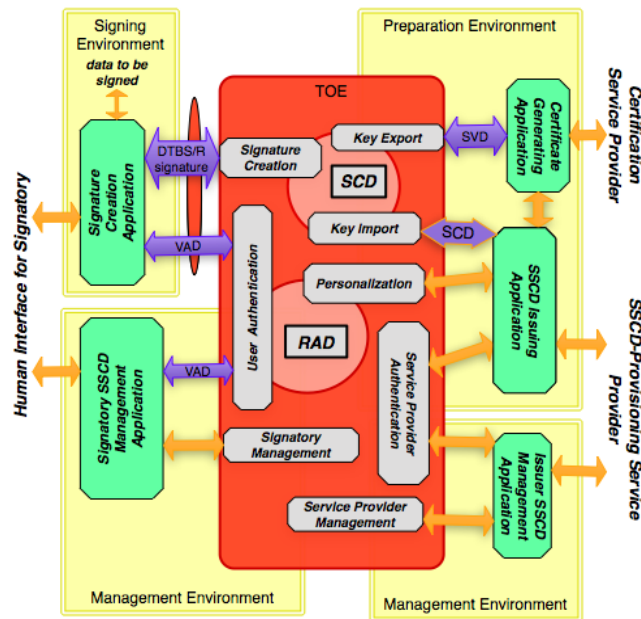 Signing
Environment
data to be
signed
Preparation Environment
TOE
Signature
Creation
Application
DTBS/R
signature
VAD
Signature
Creation
Key Export
SCD
Key Import
SVD
SCD
Certificate
Generating
Application
Certification
Service Provider
Human Interface for Signatory
User Authentication
Personalization
RAD
SSCD Issuing
Application
SSCD-Provisioning Service
Provider
Signatory SSCD
Management
Application
VAD
Service Provider
Authentication
Signatory
Management
Service Provider
Management
Issuer SSCD
Management
Application
Management Environment
Management Environment